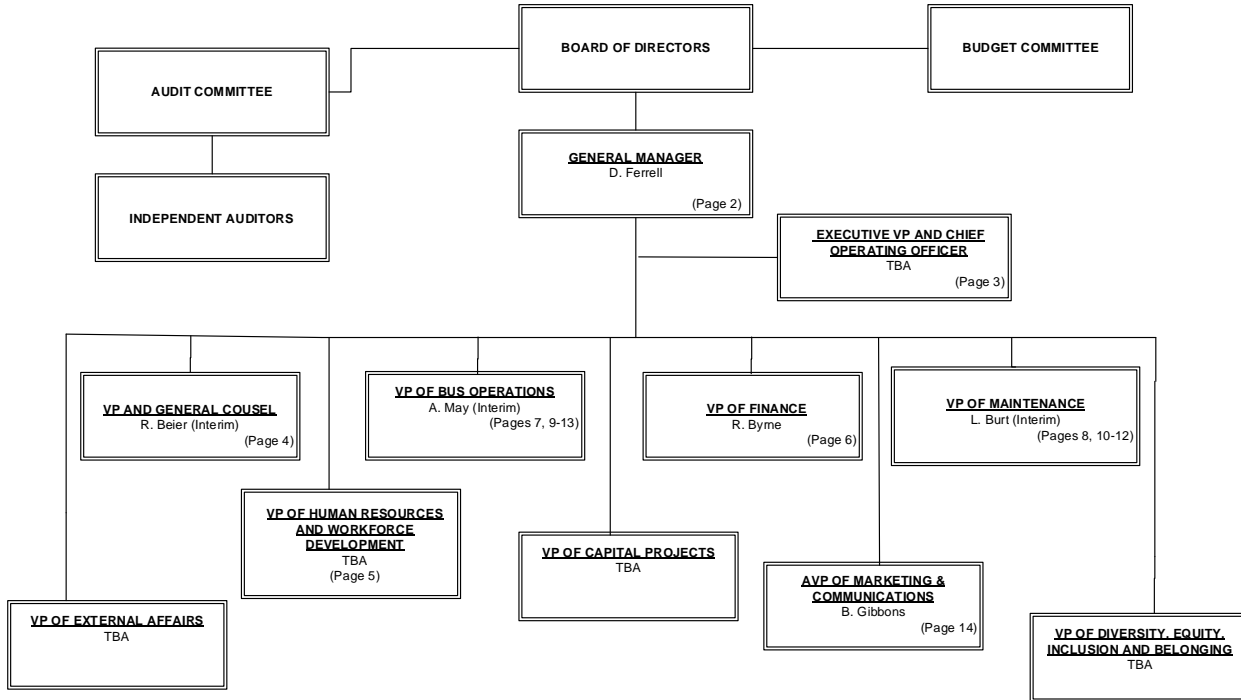 BOARD OF DIRECTORS
BUDGET COMMITTEE
AUDIT COMMITTEE
GENERAL MANAGER
D. Ferrell
(Page 2)
INDEPENDENT AUDITORS
EXECUTIVE VP AND CHIEF
OPERATING OFFICER
TBA
(Page 3)
VP AND GENERAL COUSEL
R. Beier (Interim)
(Page 4)
VP OF BUS OPERATIONS
A. May (Interim)
(Pages 7, 9-13)
VP OF FINANCE
R. Byrne
(Page 6)
VP OF MAINTENANCE
L. Burt (Interim)
(Pages 8, 10-12)
VP OF HUMAN RESOURCES
AND WORKFORCE
DEVELOPMENT
TBA
(Page 5)
VP OF CAPITAL PROJECTS
TBA
AVP OF MARKETING &
COMMUNICATIONS
B. Gibbons
(Page 14)
VP OF EXTERNAL AFFAIRS
TBA
VP OF DIVERSITY, EQUITY,
INCLUSION AND BELONGING
TBA